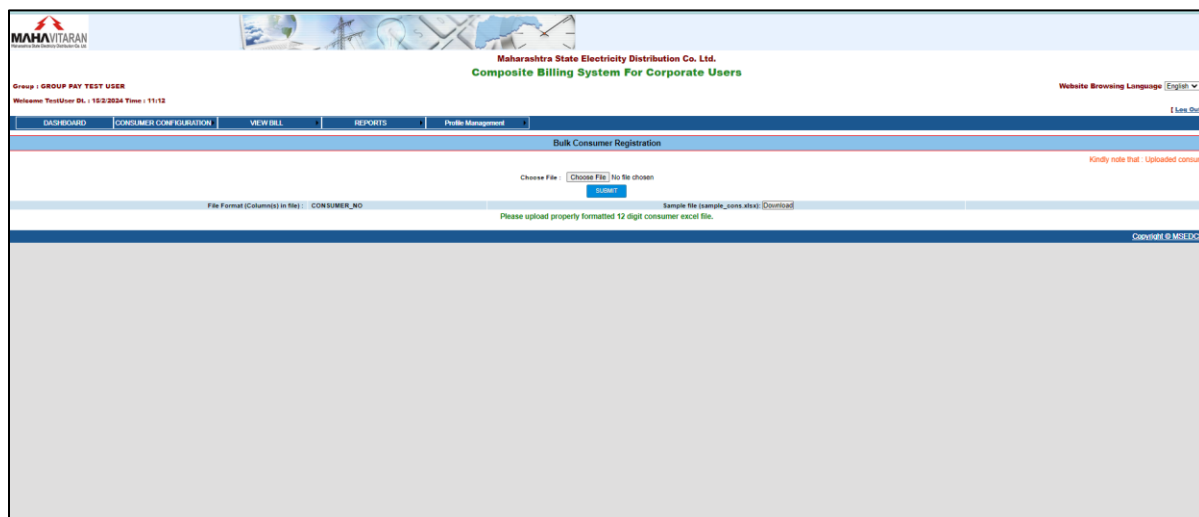 MAHAVITARAN
Maharashtra State Electricity Distribution Co. Ltd.
Maharashtra State Electricity Distribution Co. Ltd.
Composite Billing System For Corporate Users
Group : GROUP PAY TEST USER
Website Browsing Language English
Welcome TestUser Dt. : 15/2/2024 Time : 11:12
[ Log Ou
DASHBOARD CONSUMER CONFIGURATION VIEW BILL REPORTS Profile Management
Bulk Consumer Registration
Kindly note that : Uploaded consu
Choose File : Choose File No file chosen
SUBMIT
File Format (Column(s) in file) : CONSUMER_NO Sample file (sample_cons.xlsx): Download
Please upload properly formatted 12 digit consumer excel file.
Copyright © MSEDC